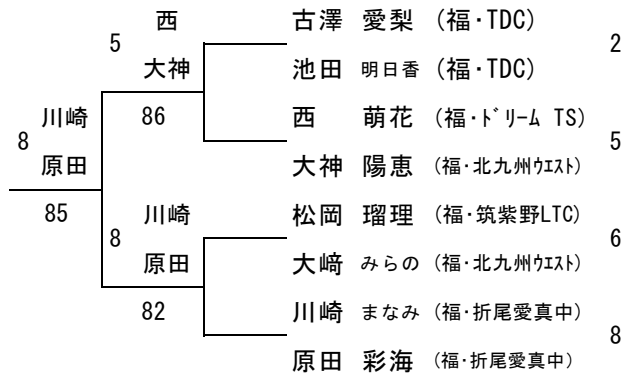 西 古澤 愛梨 (福・TDC)
5 2
大神 池田 明日香 (福・TDC)
川崎 86 西 萌花 (福・ドリーム TS)
8 5
原田 大神 陽恵 (福・北九州ウエスト)
85 川崎 松岡 瑠理 (福・筑紫野LTC)
8 6
原田 大﨑 みらの (福・北九州ウエスト)
82 川崎 まなみ (福・折尾愛真中)
8
原田 彩海 (福・折尾愛真中)